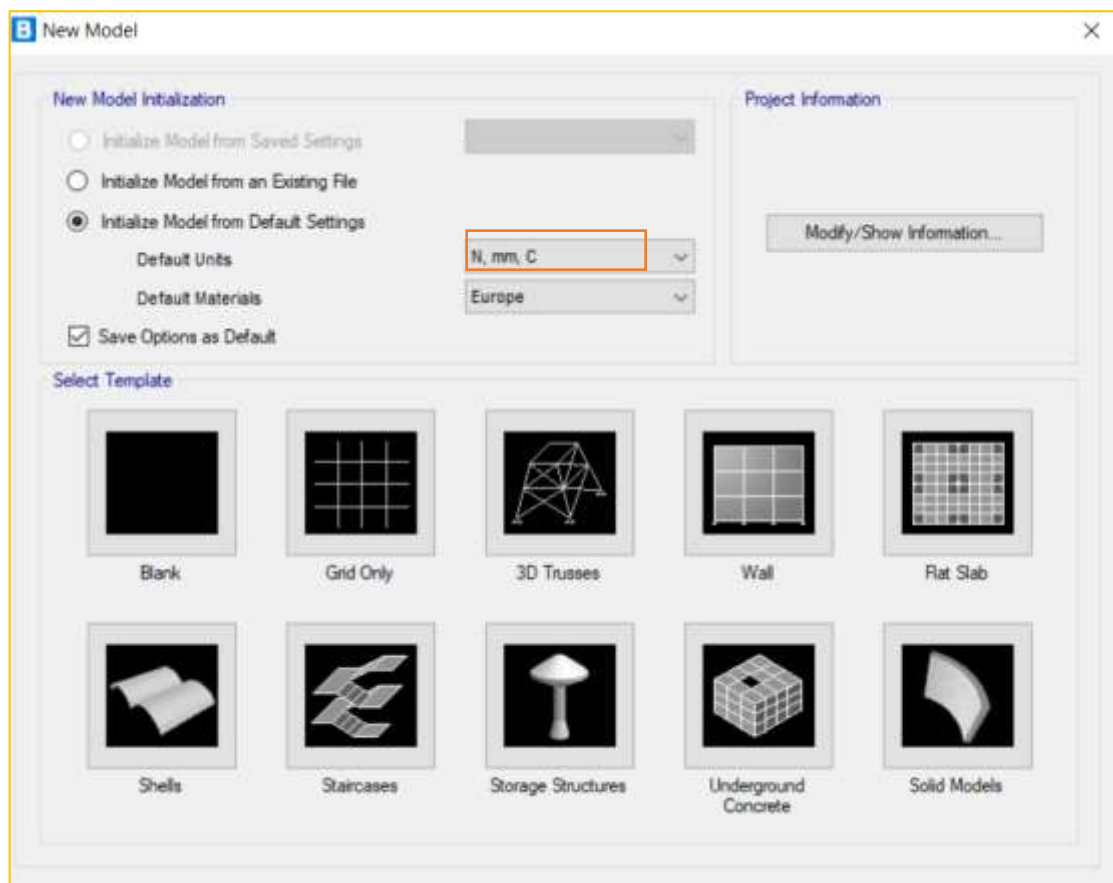 B New Model
New Model Initialization
Initialize Model from Saved Settings
Initialize Model from an Existing File
Initialize Model from Default Settings
Default Units
N, mm, C
Default Materials
Europe
Save Options as Default
Project Information
Modify/Show Information...
Select Template
Blank
Grid Only
3D Trusses
Wall
Flat Slab
Shells
Staircases
Storage Structures
Underground
Concrete
Solid Models